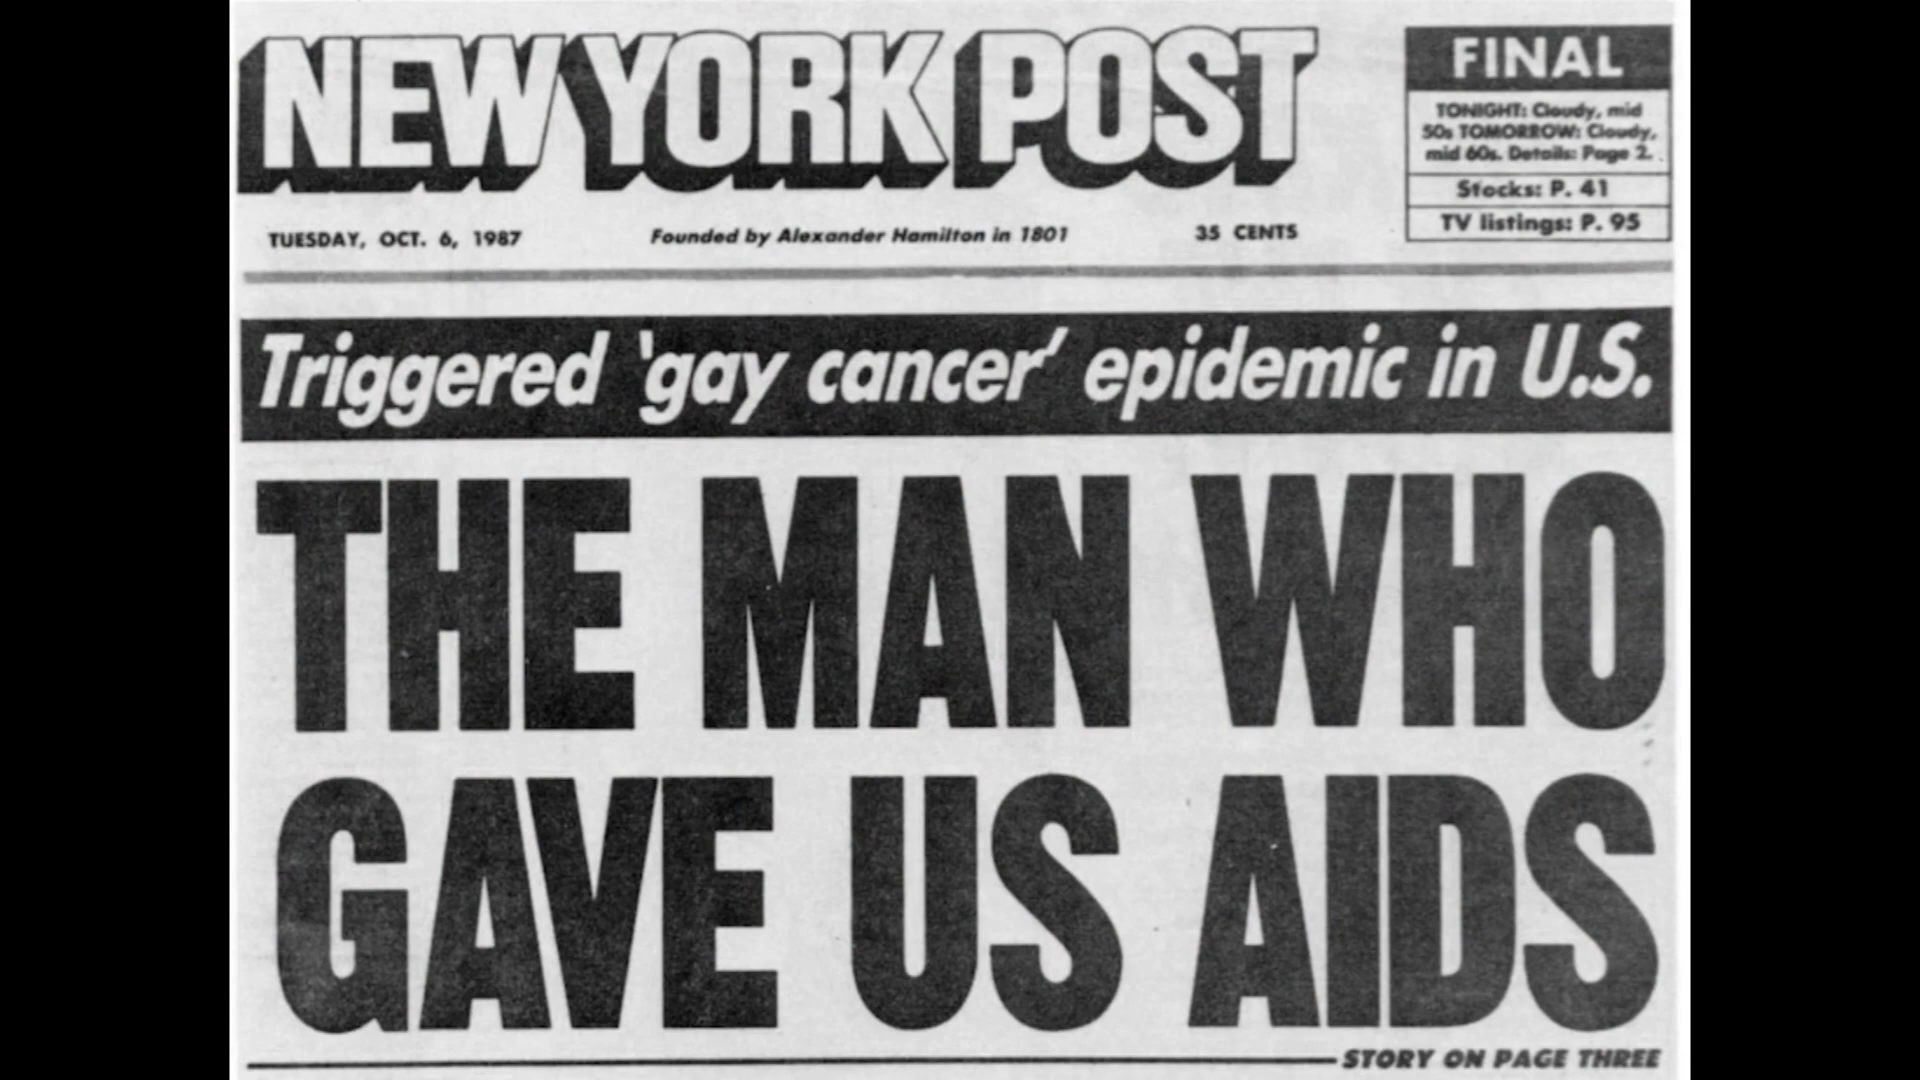 NEW YORK POST
FINAL
TONIGHT: Cloudy, mid
50s TOMORROW: Cloudy,
mid 60s. Details: Page 2.
Stocks: P. 41
TV listings: P. 95
TUESDAY, OCT. 6, 1987
Founded by Alexander Hamilton in 1801
35 CENTS
Triggered 'gay cancer' epidemic in U.S.
THE MAN WHO
GAVE US AIDS
STORY ON PAGE THREE